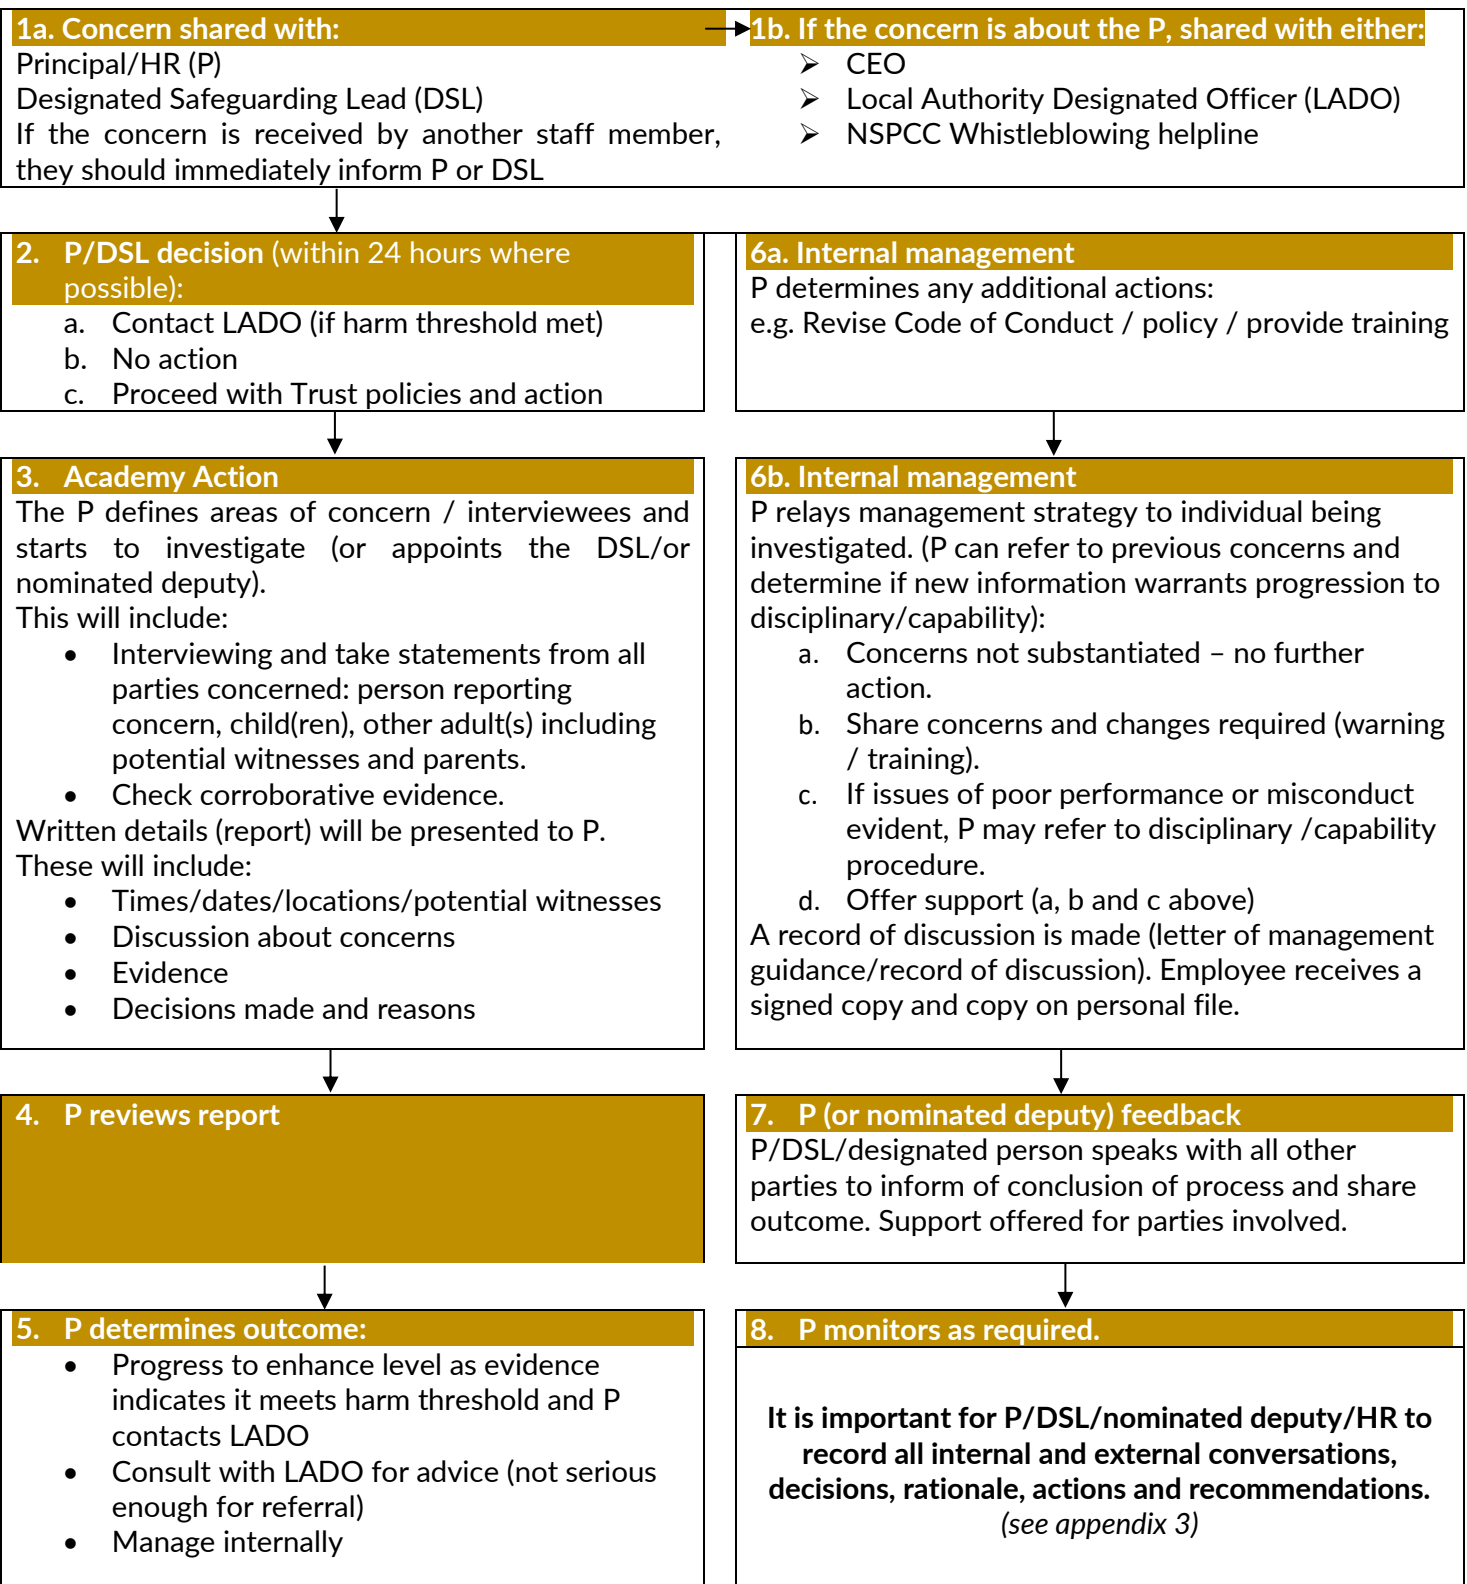 1a. Concern shared with:
Principal/HR (P)
Designated Safeguarding Lead (DSL)
If the concern is received by another staff member,
they should immediately inform P or DSL
1b. If the concern is about the P, shared with either:
➢ CEO
➢ Local Authority Designated Officer (LADO)
➢ NSPCC Whistleblowing helpline
2. P/DSL decision (within 24 hours where
possible):
a. Contact LADO (if harm threshold met)
b. No action
c. Proceed with Trust policies and action
3. Academy Action
The P defines areas of concern / interviewees and
starts to investigate (or appoints the DSL/or
nominated deputy).
This will include:
• Interviewing and take statements from all
parties concerned: person reporting
concern, child(ren), other adult(s) including
potential witnesses and parents.
• Check corroborative evidence.
Written details (report) will be presented to P.
These will include:
• Times/dates/locations/potential witnesses
• Discussion about concerns
• Evidence
• Decisions made and reasons
4. P reviews report
5. P determines outcome:
• Progress to enhance level as evidence
indicates it meets harm threshold and P
contacts LADO
• Consult with LADO for advice (not serious
enough for referral)
• Manage internally
6a. Internal management
P determines any additional actions:
e.g. Revise Code of Conduct / policy / provide training
6b. Internal management
P relays management strategy to individual being
investigated. (P can refer to previous concerns and
determine if new information warrants progression to
disciplinary/capability):
a. Concerns not substantiated – no further
action.
b. Share concerns and changes required (warning
/ training).
c. If issues of poor performance or misconduct
evident, P may refer to disciplinary /capability
procedure.
d. Offer support (a, b and c above)
A record of discussion is made (letter of management
guidance/record of discussion). Employee receives a
signed copy and copy on personal file.
7. P (or nominated deputy) feedback
P/DSL/designated person speaks with all other
parties to inform of conclusion of process and share
outcome. Support offered for parties involved.
8. P monitors as required.
It is important for P/DSL/nominated deputy/HR to
record all internal and external conversations,
decisions, rationale, actions and recommendations.
(see appendix 3)